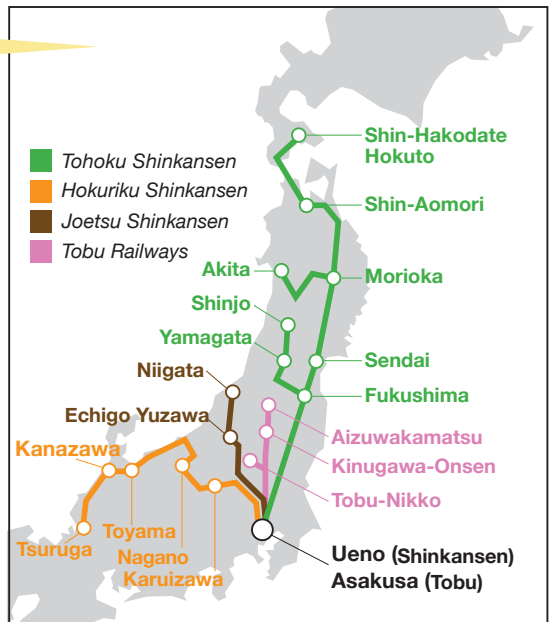 Shin-Hakodate
Hokuto
Tohoku Shinkansen
Hokuriku Shinkansen
Joetsu Shinkansen
Tobu Railways
Shin-Aomori
Akita
Morioka
Shinjo
Yamagata
Sendai
Niigata
Fukushima
Echigo Yuzawa
Aizuwakamatsu
Kanazawa
Kinugawa-Onsen
Tobu-Nikko
Toyama
Tsuruga
Nagano
Karuizawa
Ueno (Shinkansen)
Asakusa (Tobu)